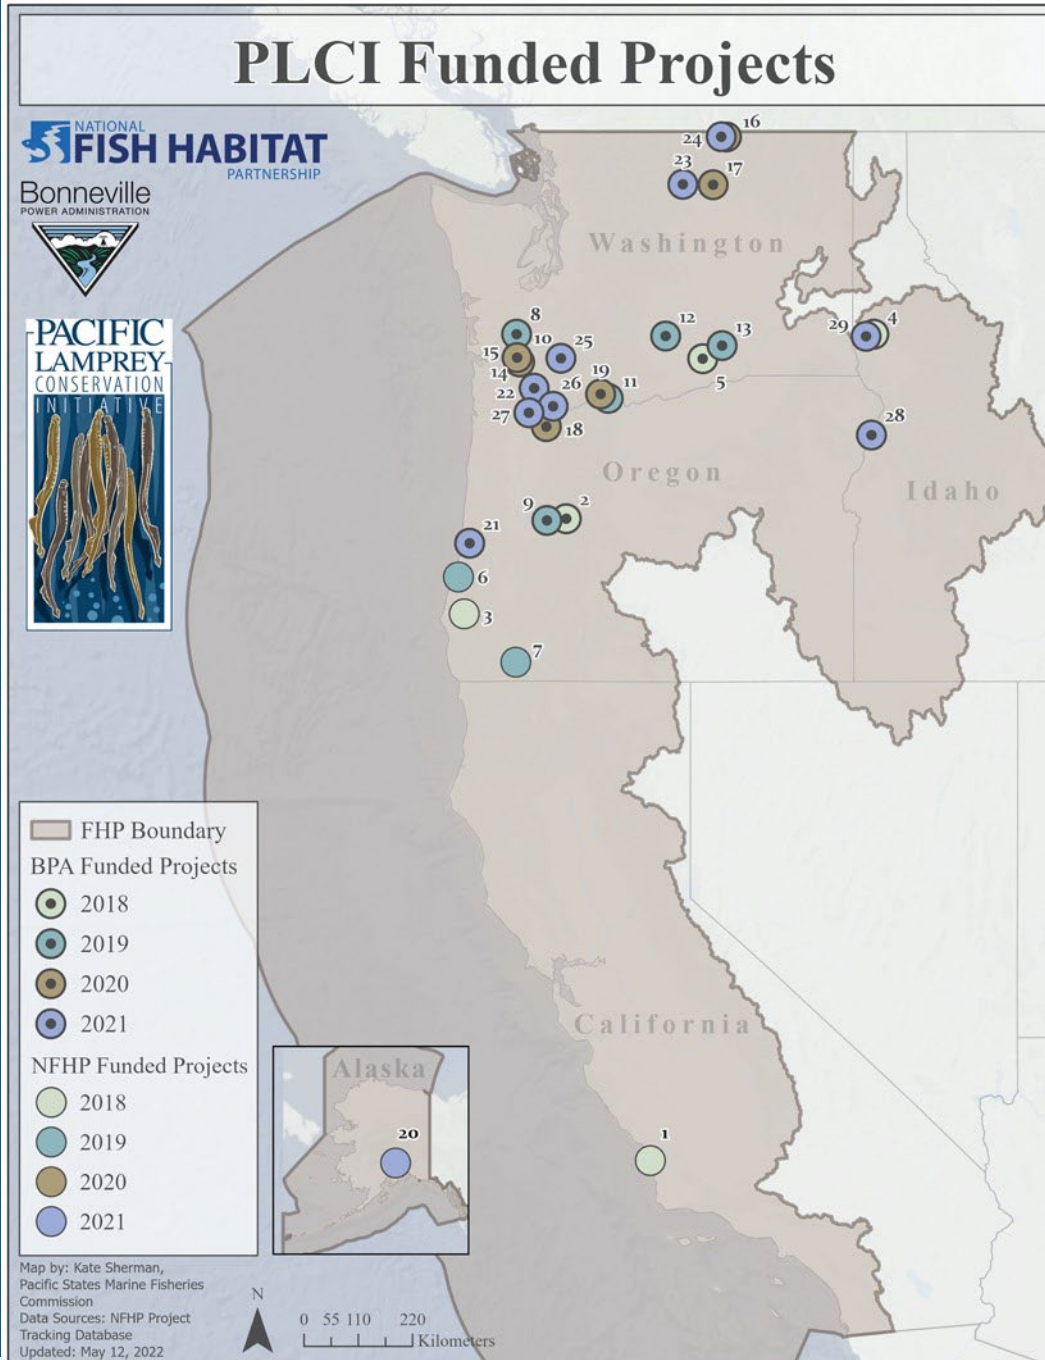 PLCI Funded Projects
NATIONAL
FISH HABITAT
PARTNERSHIP
Bonneville
POWER ADMINISTRATION
PACIFIC
LAMPREY
CONSERVATION
INITIATIVE
16
24
23
17
Washington
8
12
13
29
4
10
15
25
14
5
22
26
19
11
27
18
28
Oregon
Idaho
9
2
21
6
3
7
California
1
Alaska
20
FHP Boundary
BPA Funded Projects
2018
2019
2020
2021
NFHP Funded Projects
2018
2019
2020
2021
Map by: Kate Sherman,
Pacific States Marine Fisheries
Commission
Data Sources: NFHP Project
Tracking Database
Updated: May 12, 2022
N
0 55 110 220
Kilometers